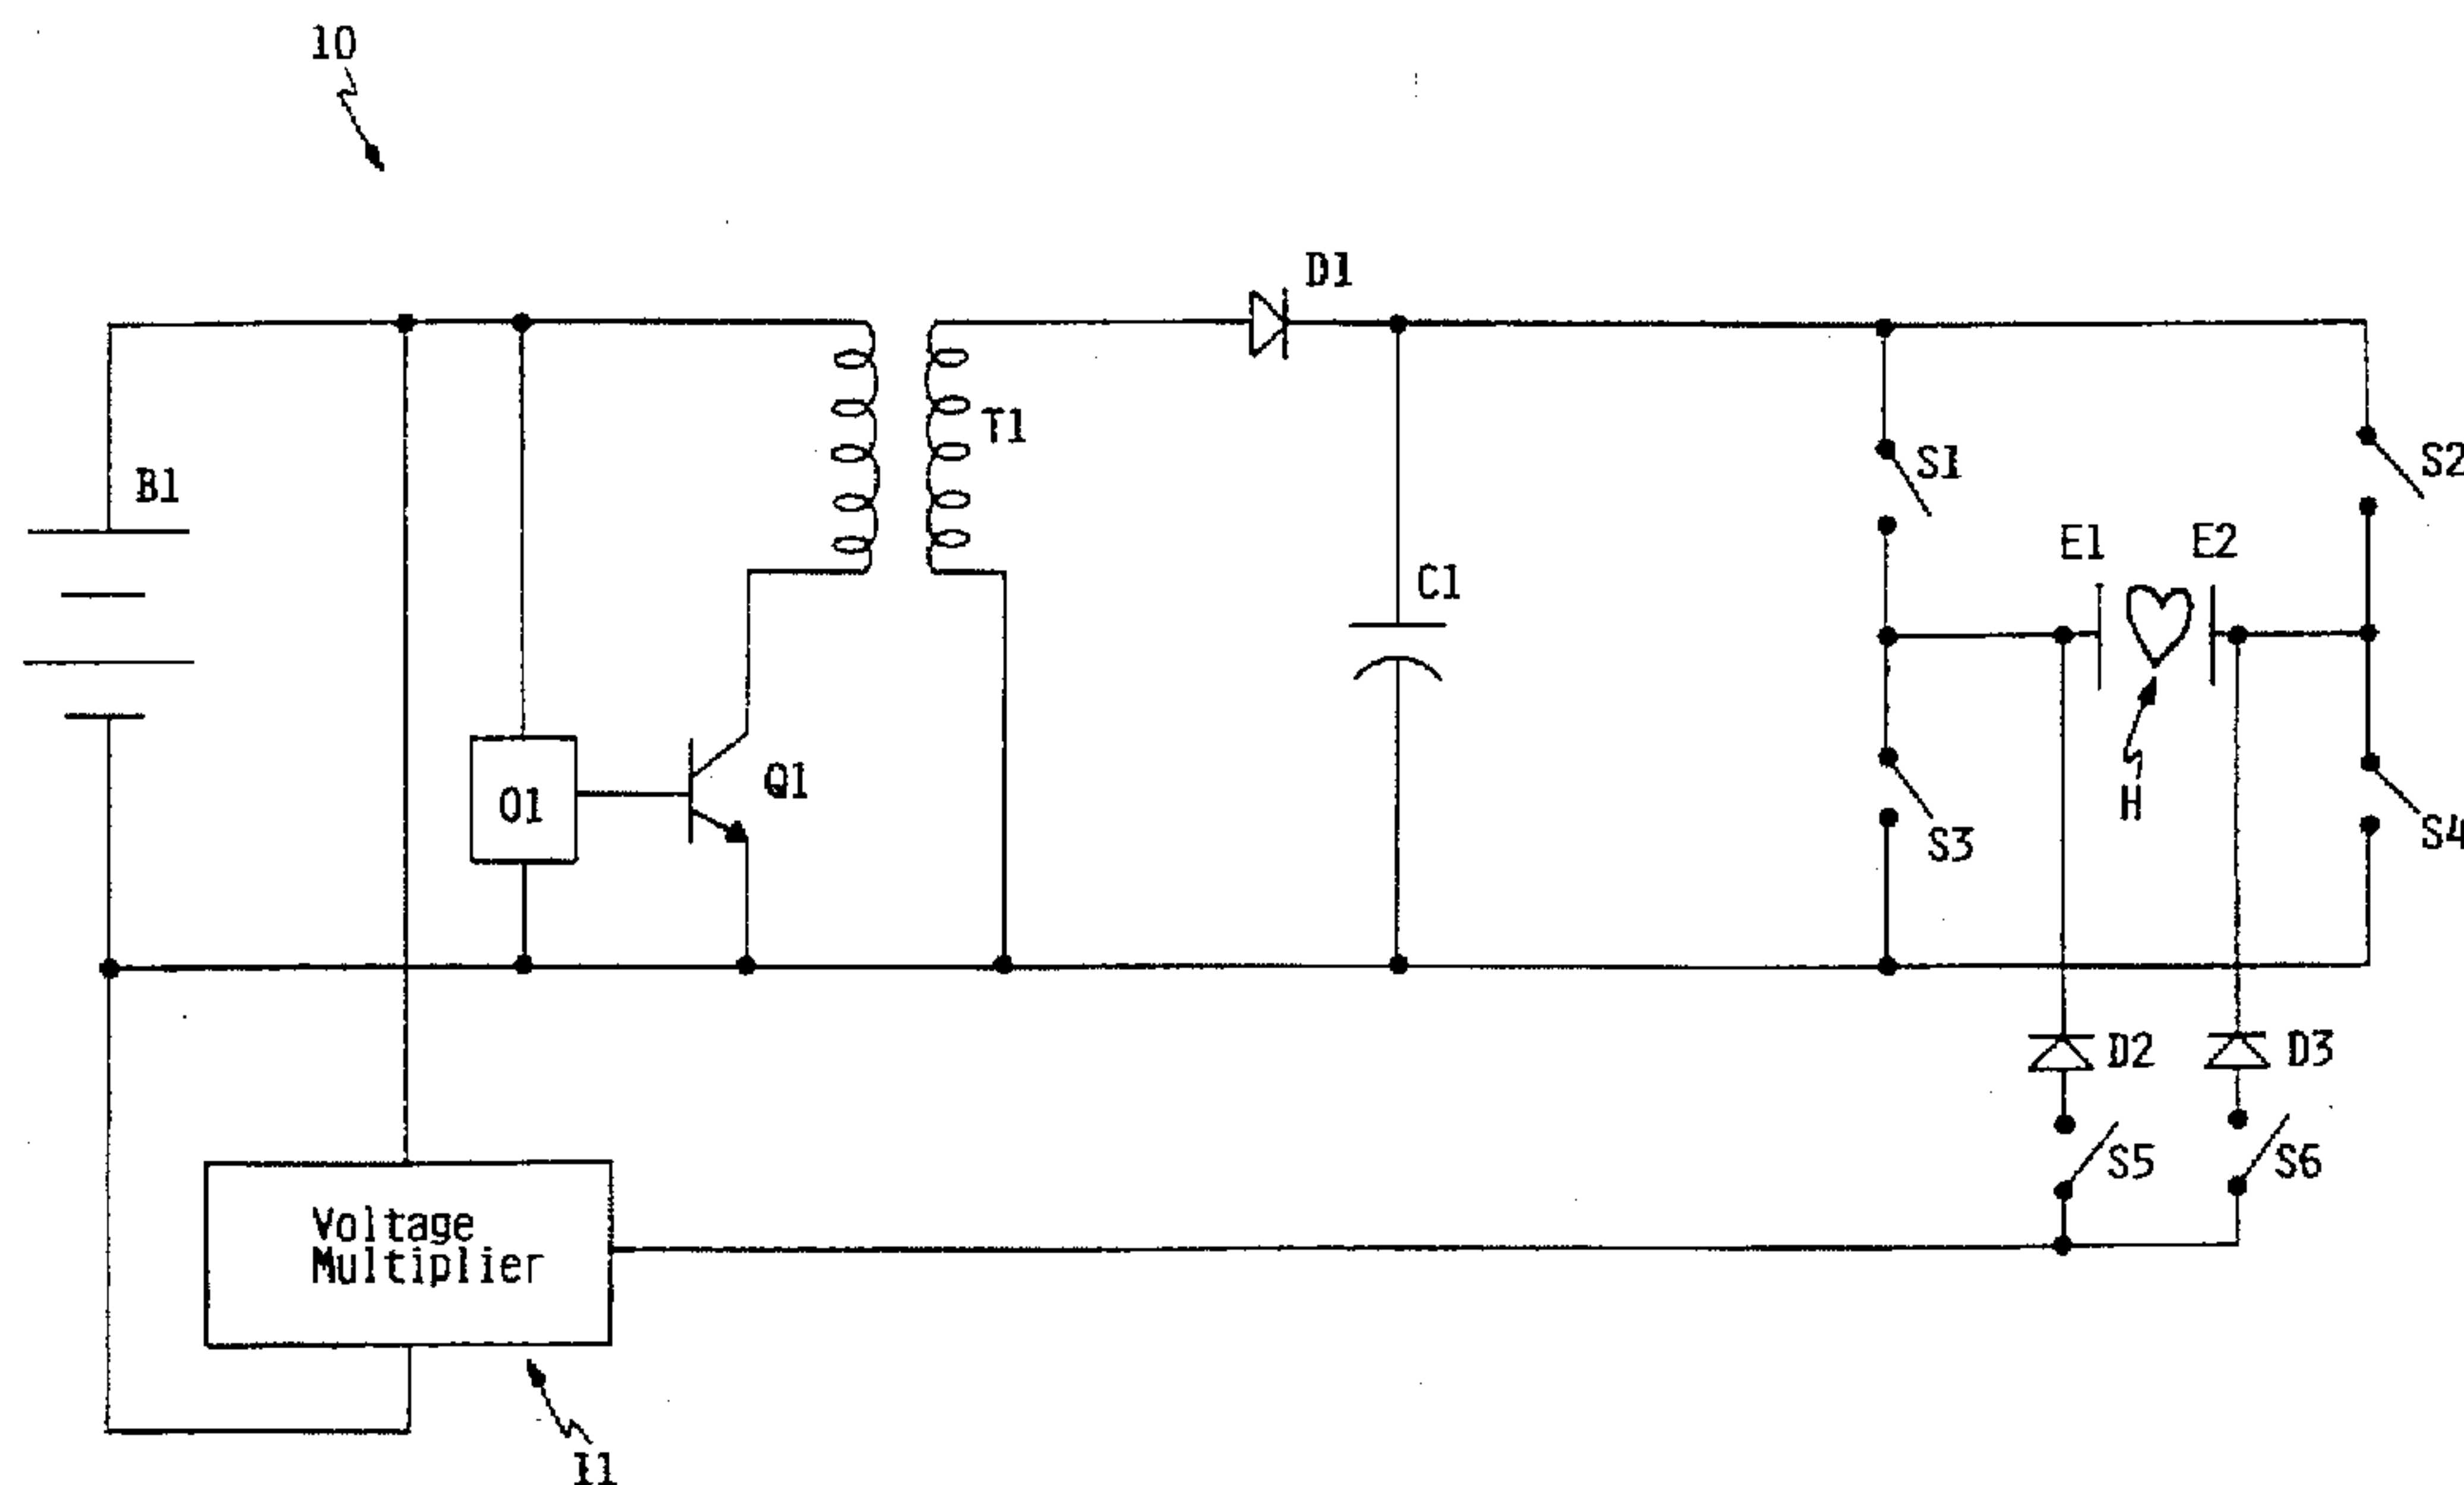 10
D1
B1
T1
S1
S2
E1
E2
C1
Q1
O1
H
S3
S4
D2
D3
S5
S6
Voltage
Multiplier
I1